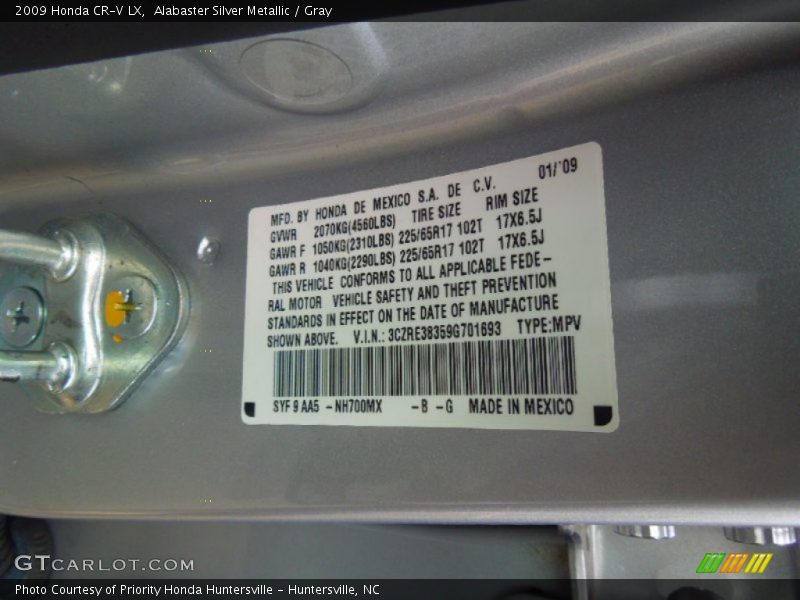 2009 Honda CR-V LX, Alabaster Silver Metallic / Gray
MFD. BY HONDA DE MEXICO S.A. DE C.V. 01/'09
GVWR 2070KG(4560LBS) TIRE SIZE RIM SIZE
GAWR F 1050KG(2310LBS) 225/65R17 102T 17X6.5J
GAWR R 1040KG(2290LBS) 225/65R17 102T 17X6.5J
THIS VEHICLE CONFORMS TO ALL APPLICABLE FEDE-
RAL MOTOR VEHICLE SAFETY AND THEFT PREVENTION
STANDARDS IN EFFECT ON THE DATE OF MANUFACTURE
SHOWN ABOVE. V.I.N.: 3CZRE38359G701693 TYPE:MPV
SYF 9 AA5 -NH700MX -B -G MADE IN MEXICO
GTCARLOT.COM
Photo Courtesy of Priority Honda Huntersville - Huntersville, NC